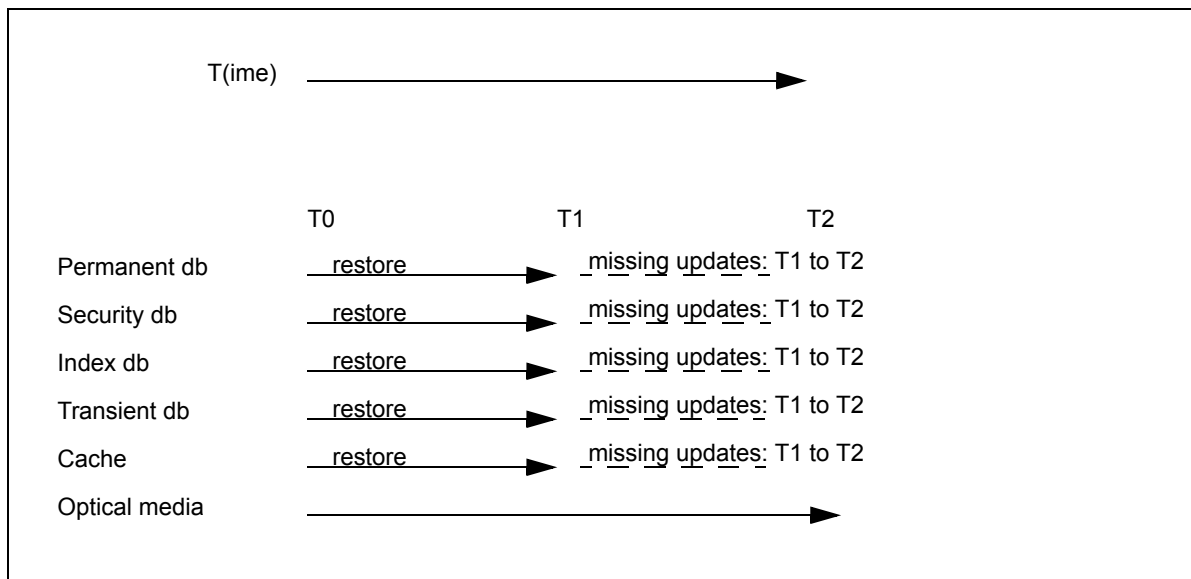 T(ime)
T0 T1 T2
Permanent db restore missing updates: T1 to T2
Security db restore missing updates: T1 to T2
Index db restore missing updates: T1 to T2
Transient db restore missing updates: T1 to T2
Cache restore missing updates: T1 to T2
Optical media